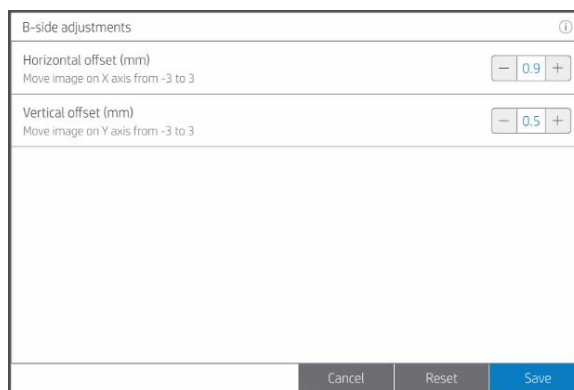 B-side adjustments
Horizontal offset (mm)
Move image on X axis from -3 to 3
− 0.9 +
Vertical offset (mm)
Move image on Y axis from -3 to 3
− 0.5 +
Cancel Reset Save